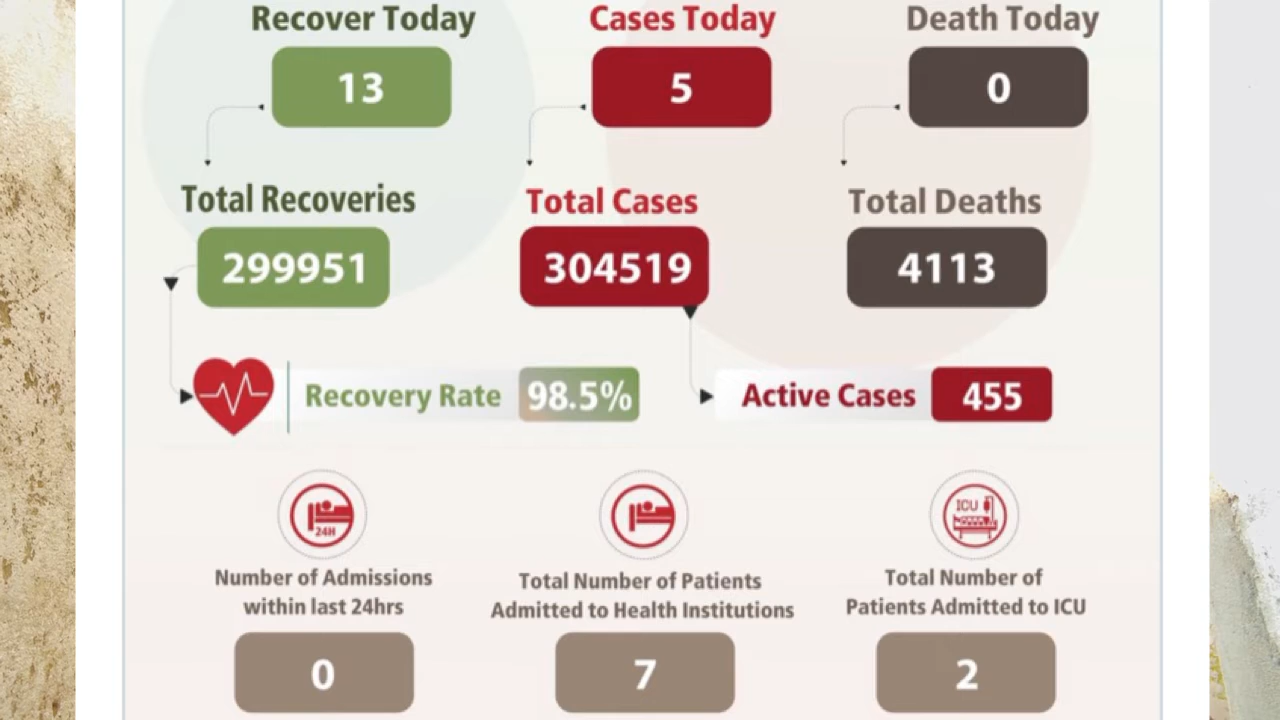 Recover Today
Cases Today
Death Today
13
5
0
Total Recoveries
Total Cases
Total Deaths
299951
304519
4113
Recovery Rate
98.5%
Active Cases
455
24H
ICU
Number of Admissions
within last 24hrs
Total Number of Patients
Admitted to Health Institutions
Total Number of
Patients Admitted to ICU
0
7
2